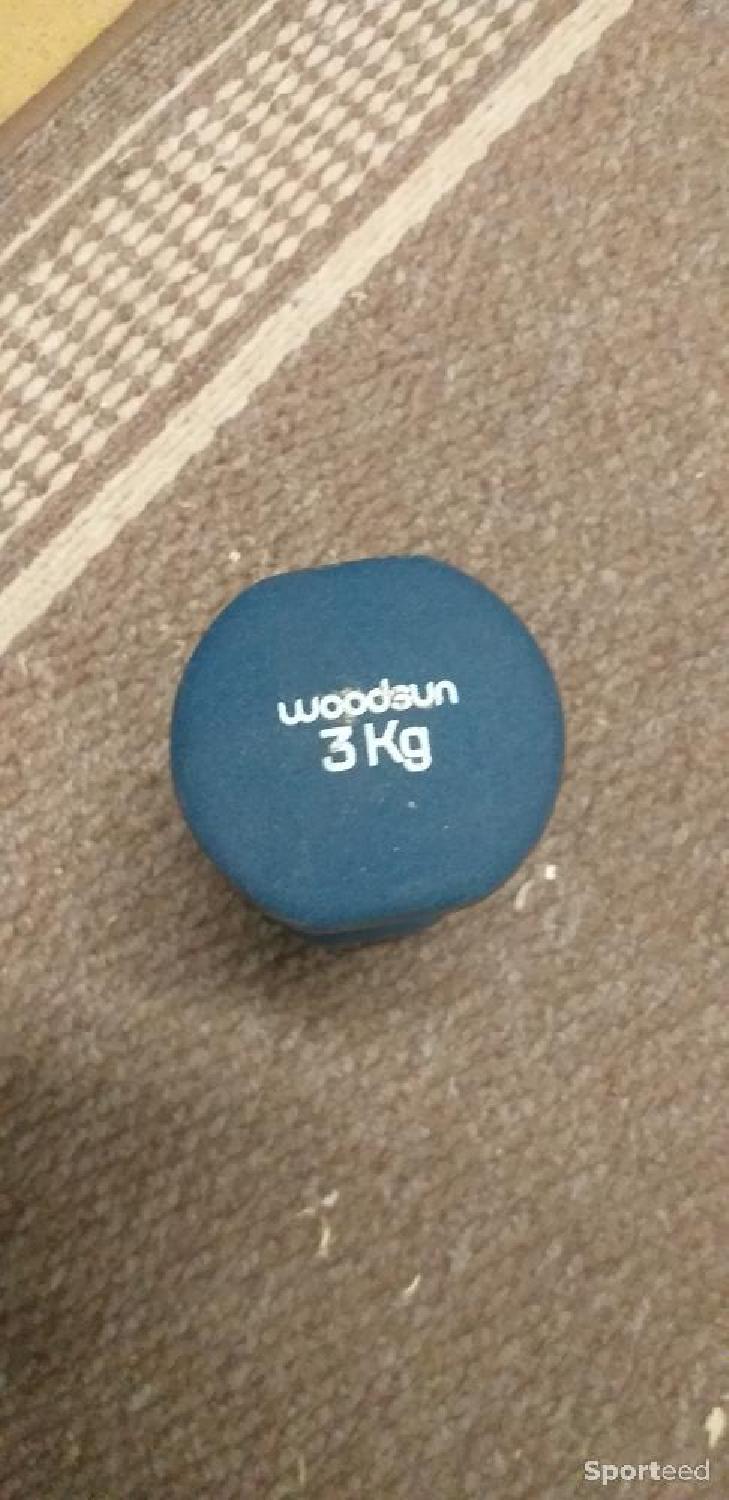 woodsun
3 Kg
Sporteed